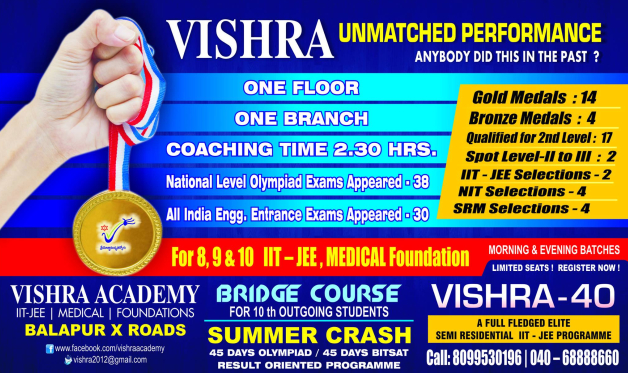 VISHRA
UNMATCHED PERFORMANCE
ANYBODY DID THIS IN THE PAST ?
ONE FLOOR
ONE BRANCH
COACHING TIME 2.30 HRS.
National Level Olympiad Exams Appeared - 38
All India Engg. Entrance Exams Appeared - 30
Gold Medals : 14
Bronze Medals : 4
Qualified for 2nd Level : 17
Spot Level-II to III : 2
IIT - JEE Selections - 2
NIT Selections - 4
SRM Selections - 4
For 8, 9 & 10 IIT – JEE , MEDICAL Foundation
MORNING & EVENING BATCHES
LIMITED SEATS ! REGISTER NOW !
VISHRA ACADEMY
IIT-JEE | MEDICAL | FOUNDATIONS
BALAPUR X ROADS
www.facebook.com/vishraacademy
vishra2012@gmail.com
BRIDGE COURSE
FOR 10 th OUTGOING STUDENTS
SUMMER CRASH
45 DAYS OLYMPIAD / 45 DAYS BITSAT
RESULT ORIENTED PROGRAMME
VISHRA-40
A FULL FLEDGED ELITE
SEMI RESIDENTIAL IIT - JEE PROGRAMME
Call: 8099530196 | 040 – 68888660